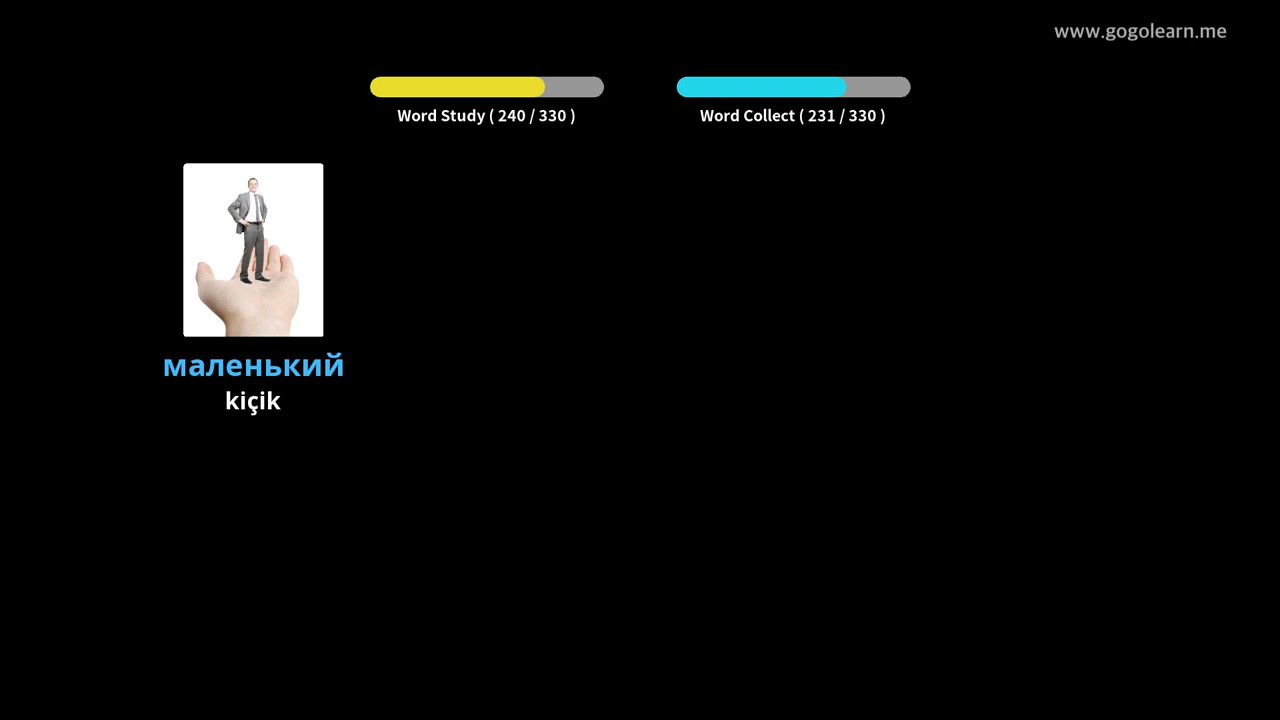 www.gogolearn.me
Word Study ( 240 / 330 )
Word Collect ( 231 / 330 )
маленький
kiçik